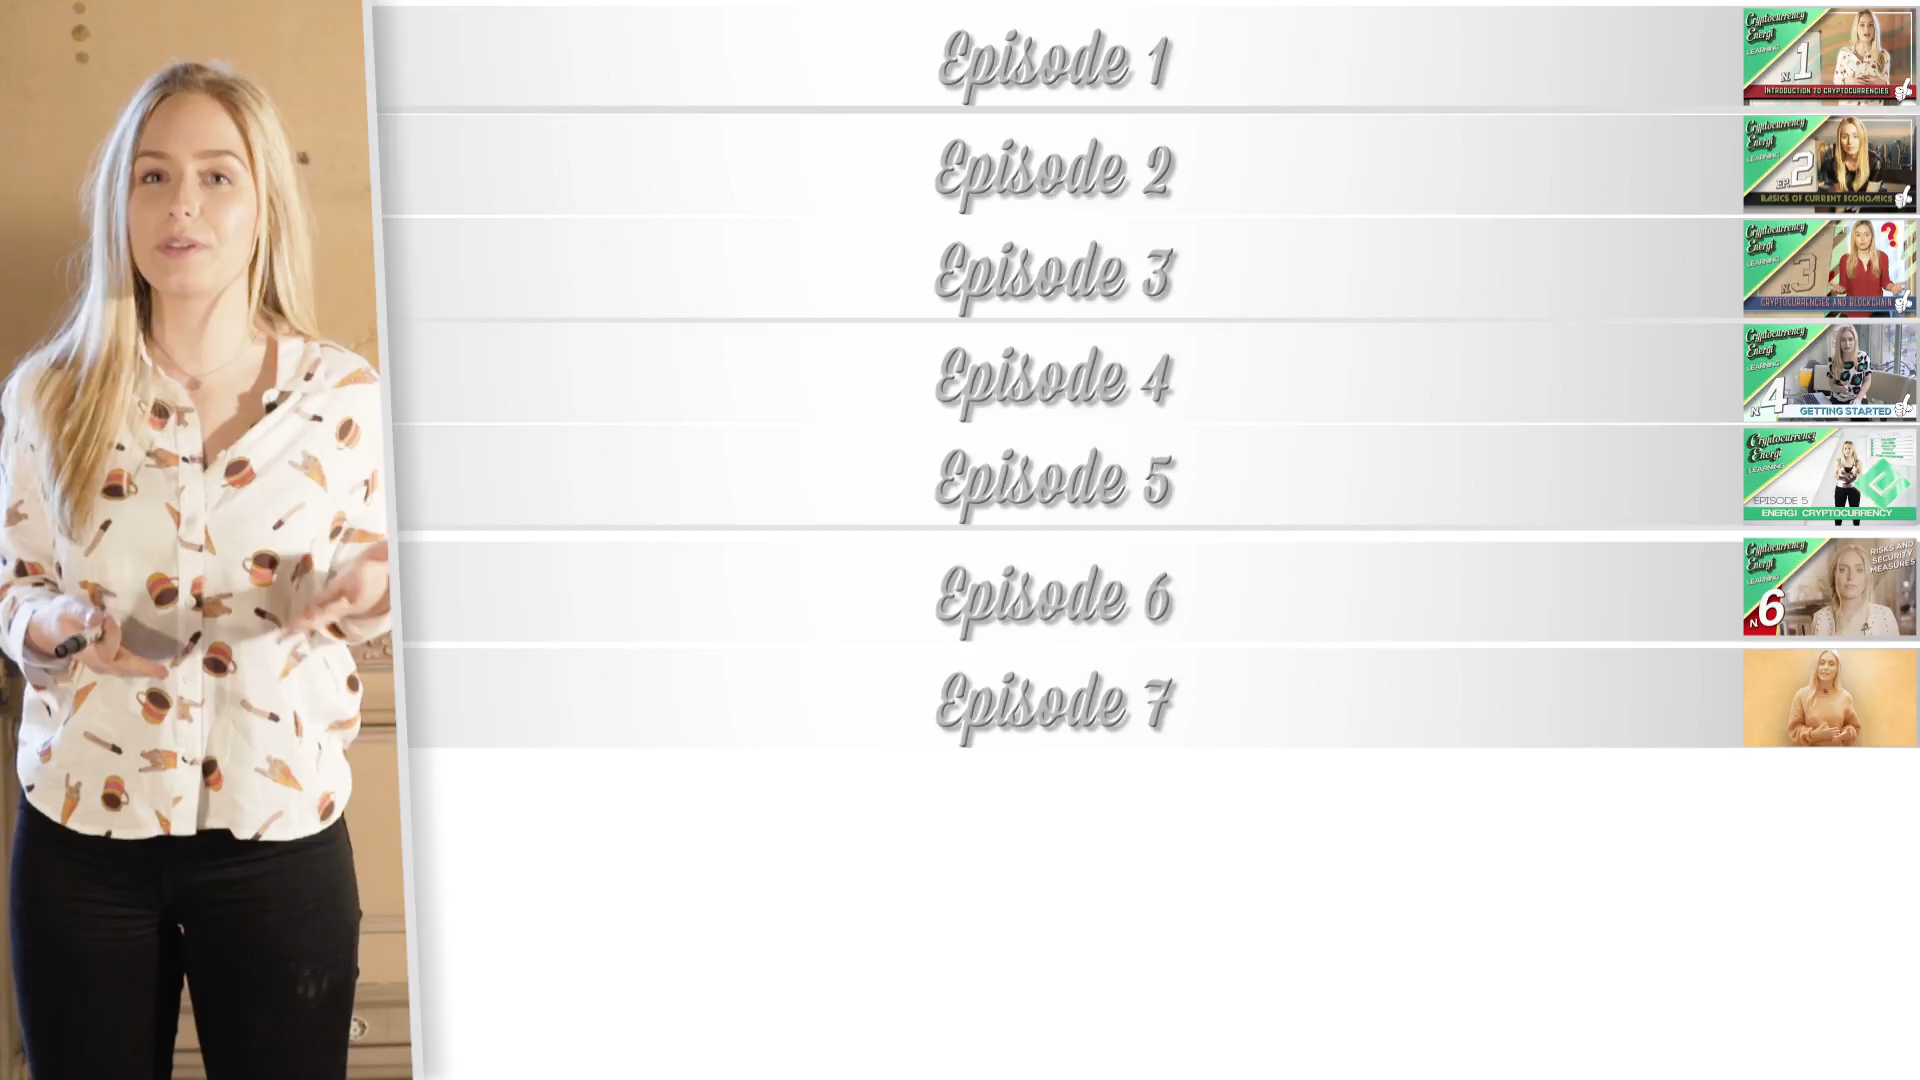 Episode 1
Cryptocurrency
Energi
LEARNING
N. 1
INTRODUCTION TO CRYPTOCURRENCIES
Episode 2
Cryptocurrency
Energi
LEARNING
EP. 2
BASICS OF CURRENT ECONOMICS
Episode 3
Cryptocurrency
Energi
LEARNING
?
N. 3
CRYPTOCURRENCIES AND BLOCKCHAIN
Episode 4
Cryptocurrency
Energi
LEARNING
N 4
GETTING STARTED
Episode 5
Cryptocurrency
Energi
LEARNING
EPISODE 5
ENERGI CRYPTOCURRENCY
Episode 6
Cryptocurrency
Energi
LEARNING
RISKS AND
SECURITY
MEASURES
N 6
Episode 7